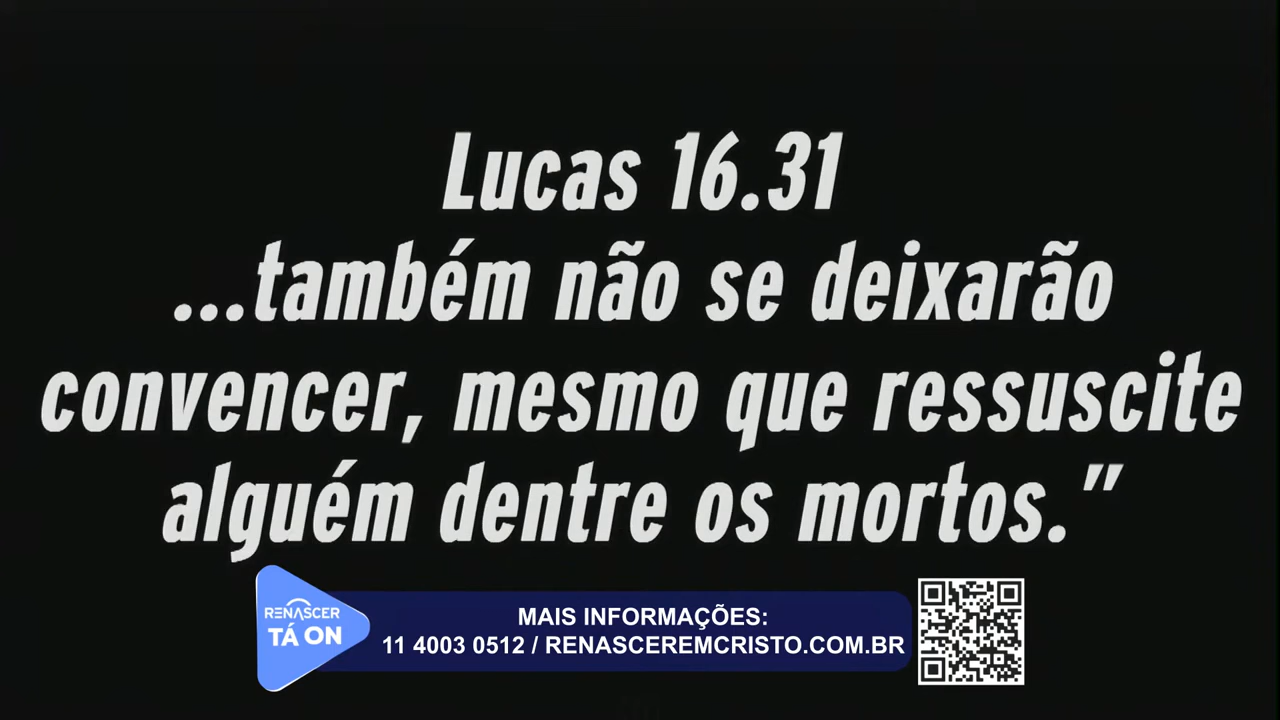 Lucas 16.31
...também não se deixarão
convencer, mesmo que ressuscite
alguém dentre os mortos.”
RENASCER
TÁ ON
MAIS INFORMAÇÕES:
11 4003 0512 / RENASCEREMCRISTO.COM.BR